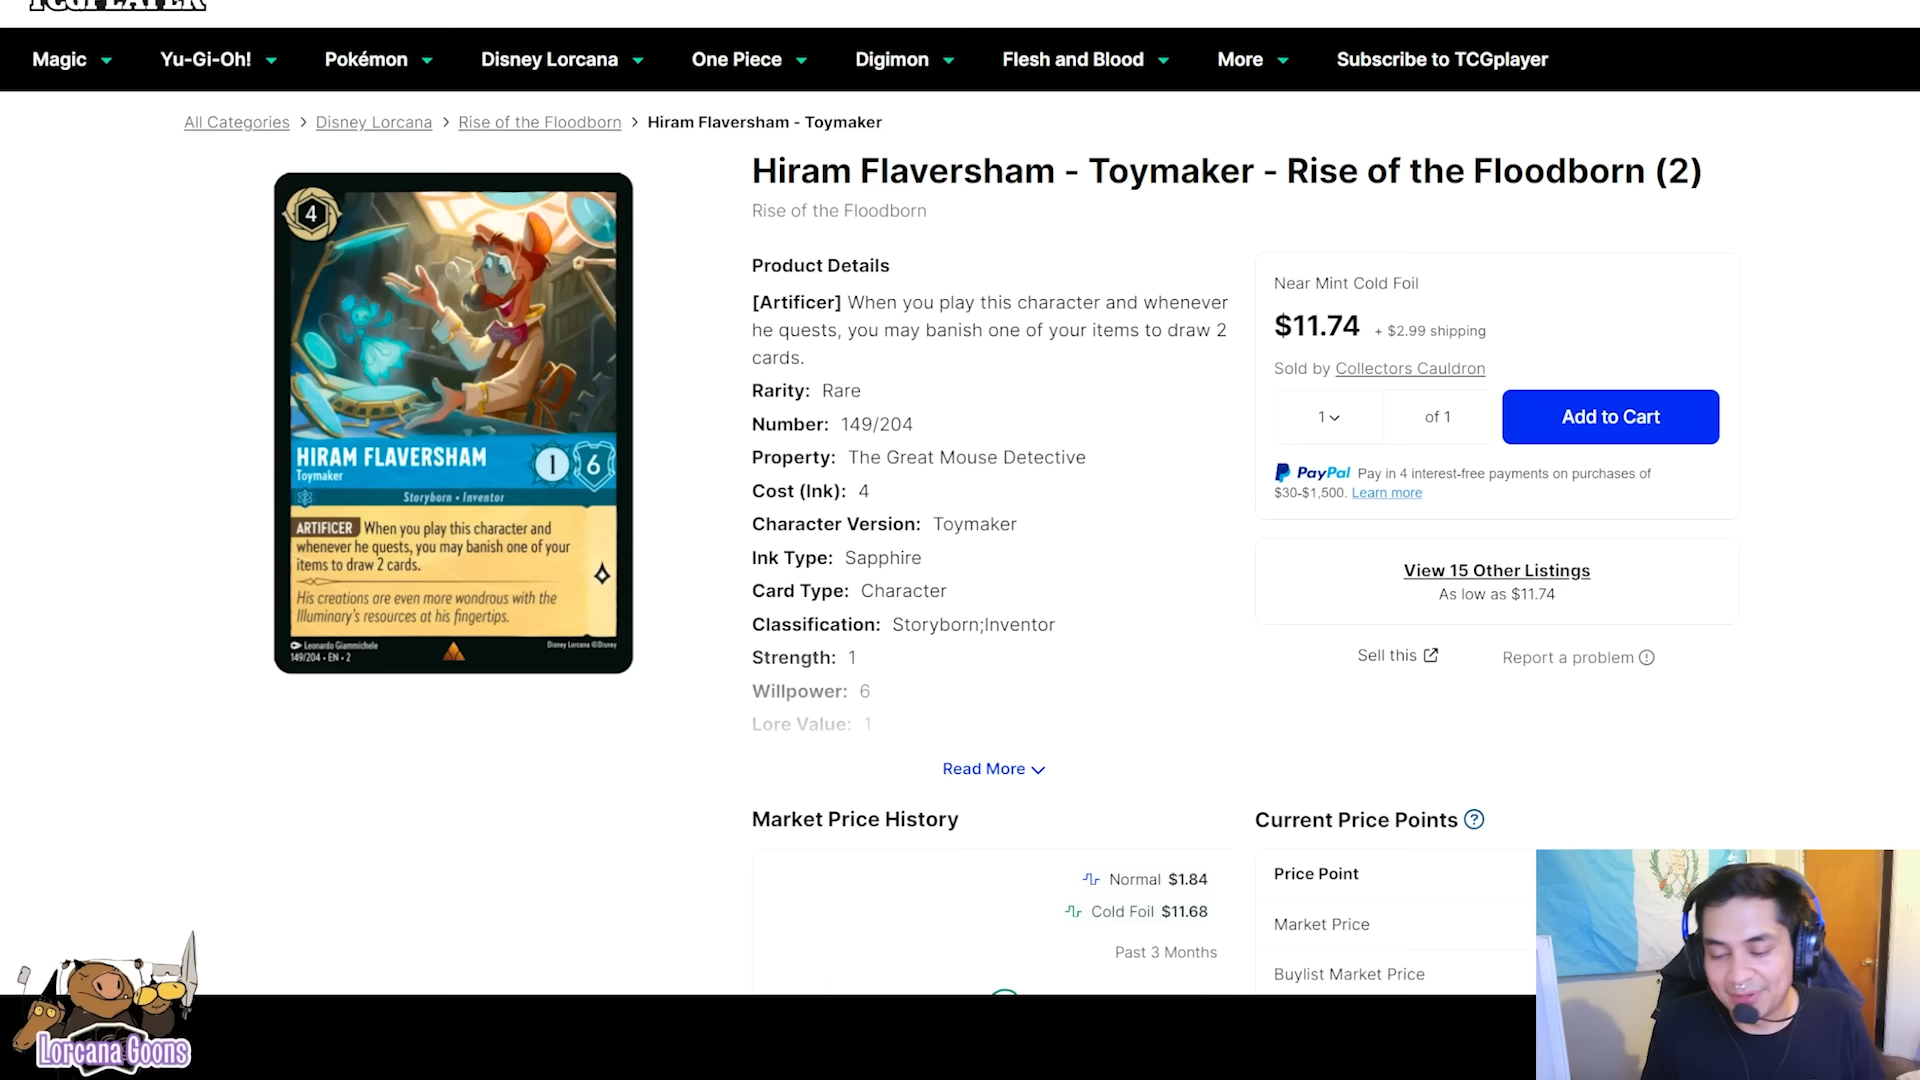 TCGPLAYER
Magic Yu-Gi-Oh! Pokémon Disney Lorcana One Piece Digimon Flesh and Blood More Subscribe to TCGplayer
All Categories > Disney Lorcana > Rise of the Floodborn > Hiram Flaversham - Toymaker
4
HIRAM FLAVERSHAM
Toymaker
1 6
Storyborn • Inventor
ARTIFICER When you play this character and
whenever he quests, you may banish one of your
items to draw 2 cards.
His creations are even more wondrous with the
Illuminary's resources at his fingertips.
Leonardo Giammichele
Disney Lorcana ©Disney
149/204 • EN • 2
Hiram Flaversham - Toymaker - Rise of the Floodborn (2)
Rise of the Floodborn
Product Details
[Artificer] When you play this character and whenever
he quests, you may banish one of your items to draw 2
cards.
Rarity: Rare
Number: 149/204
Property: The Great Mouse Detective
Cost (Ink): 4
Character Version: Toymaker
Ink Type: Sapphire
Card Type: Character
Classification: Storyborn;Inventor
Strength: 1
Willpower: 6
Lore Value: 1
Read More
Near Mint Cold Foil
$11.74 + $2.99 shipping
Sold by Collectors Cauldron
1 of 1
Add to Cart
PayPal Pay in 4 interest-free payments on purchases of
$30-$1,500. Learn more
View 15 Other Listings
As low as $11.74
Sell this
Report a problem
Market Price History
Normal $1.84
Cold Foil $11.68
Past 3 Months
Current Price Points ?
Price Point
Market Price
Buylist Market Price
Lorcana Goons